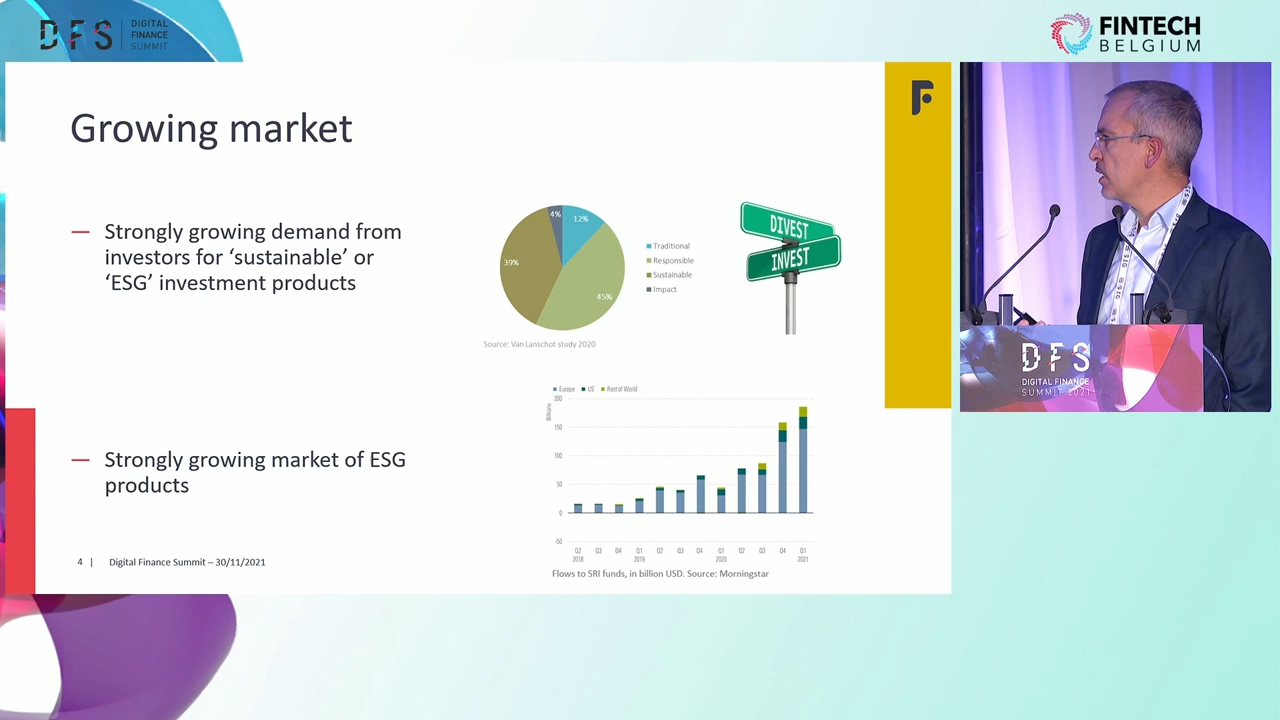 DFS DIGITAL
FINANCE
SUMMIT
FINTECH
BELGIUM
Growing market
— Strongly growing demand from
investors for ‘sustainable’ or
‘ESG’ investment products
4%
12%
39%
45%
Traditional
Responsible
Sustainable
Impact
Source: Van Lanschot study 2020
DIVEST
INVEST
— Strongly growing market of ESG
products
Europe US Rest of World
Billions
200
150
100
50
0
-50
Q2 Q3 Q4 Q1 Q2 Q3 Q4 Q1 Q2 Q3 Q4 Q1
2018 2019 2020 2021
Flows to SRI funds, in billion USD. Source: Morningstar
4 | Digital Finance Summit – 30/11/2021
DFS
DIGITAL FINANCE
SUMMIT 2021